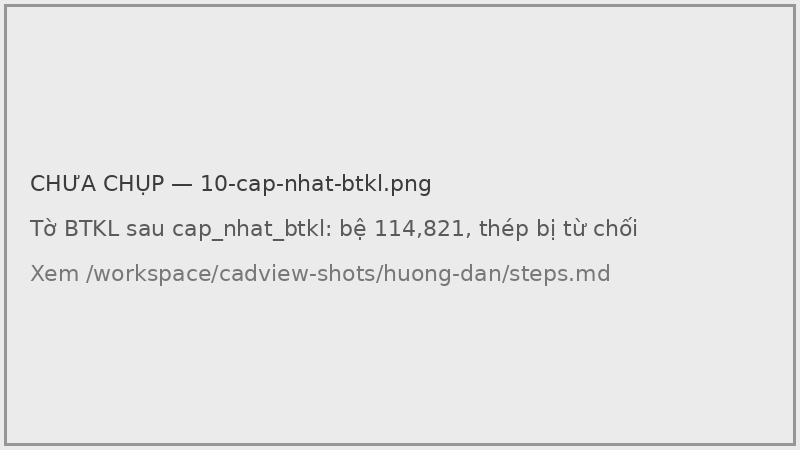 CHƯA CHỤP — 10-cap-nhat-btkl.png
Tờ BTKL sau cap_nhat_btkl: bệ 114,821, thép bị từ chối
Xem /workspace/cadview-shots/huong-dan/steps.md